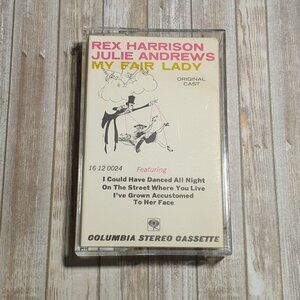 REX HARRISON
JULIE ANDREWS
MY FAIR LADY
ORIGINAL
CAST
16 12 0024
Featuring
I Could Have Danced All Night
On The Street Where You Live
I've Grown Accustomed
To Her Face
COLUMBIA STEREO CASSETTE